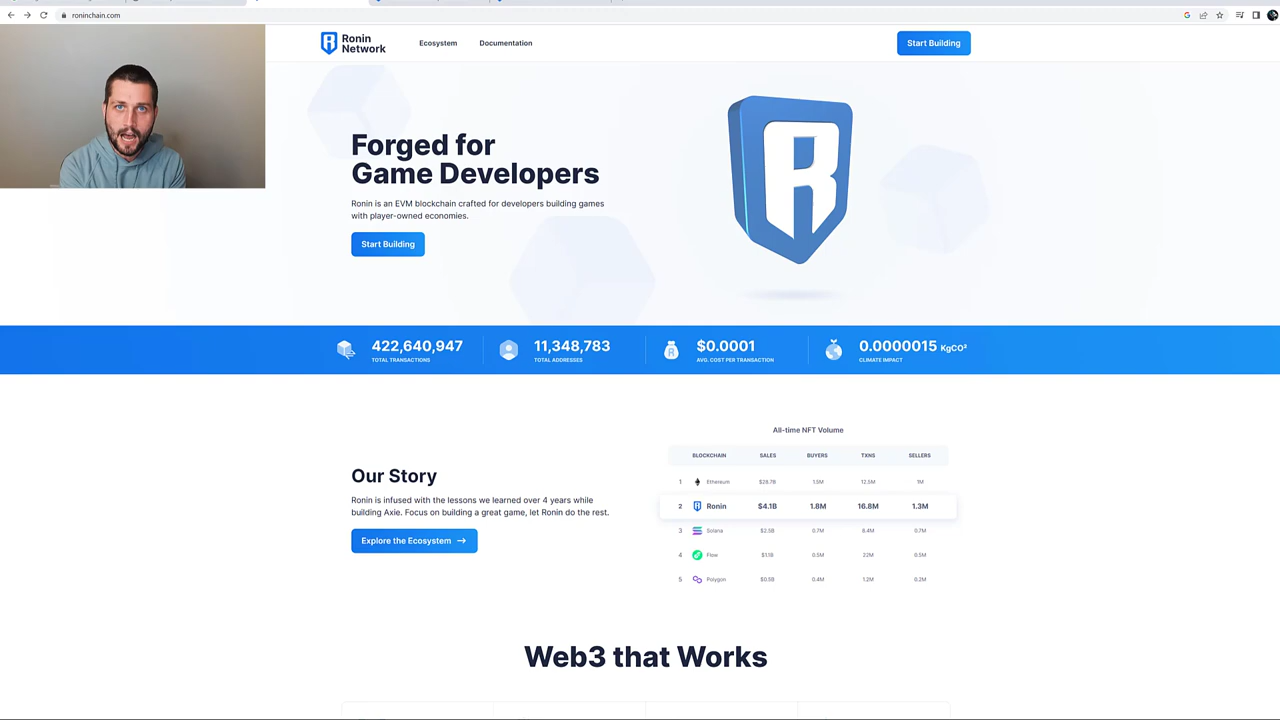 roninchain.com
Ronin
Network
Ecosystem
Documentation
Start Building
Forged for
Game Developers
Ronin is an EVM blockchain crafted for developers building games
with player-owned economies.
Start Building
422,640,947
TOTAL TRANSACTIONS
11,348,783
TOTAL ADDRESSES
$0.0001
AVG. COST PER TRANSACTION
0.0000015 KgCO²
CLIMATE IMPACT
Our Story
Ronin is infused with the lessons we learned over 4 years while
building Axie. Focus on building a great game, let Ronin do the rest.
Explore the Ecosystem →
All-time NFT Volume
BLOCKCHAIN SALES BUYERS TXNS SELLERS
1 Ethereum $28.7B 1.5M 12.5M 1M
2 Ronin $4.1B 1.8M 16.8M 1.3M
3 Solana $2.5B 0.7M 8.4M 0.7M
4 Flow $1.1B 0.5M 22M 0.5M
5 Polygon $0.5B 0.4M 1.2M 0.2M
Web3 that Works